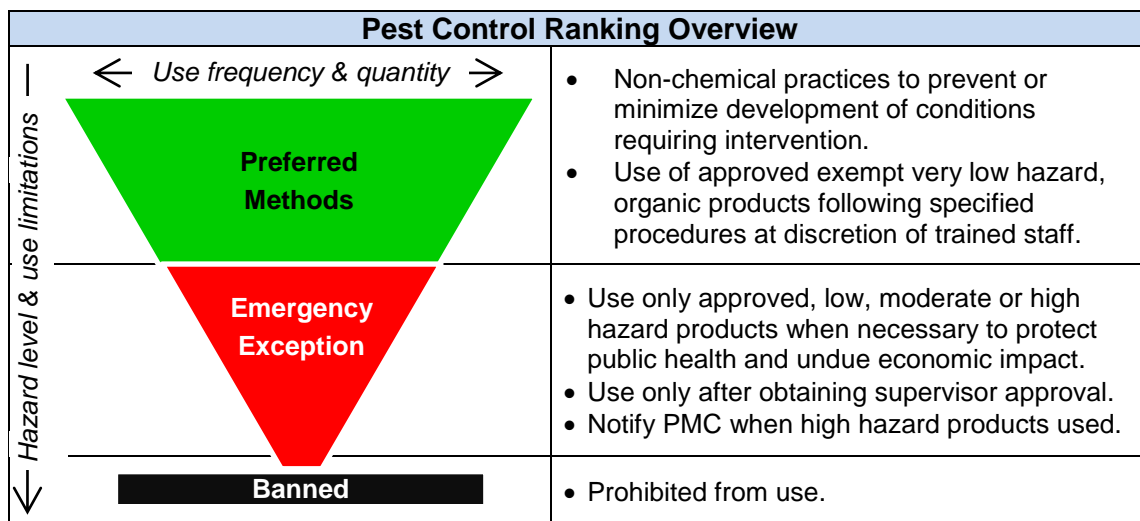 Pest Control Ranking Overview
Hazard level & use limitations
Use frequency & quantity
Preferred
Methods
• Non-chemical practices to prevent or
minimize development of conditions
requiring intervention.
• Use of approved exempt very low hazard,
organic products following specified
procedures at discretion of trained staff.
Emergency
Exception
• Use only approved, low, moderate or high
hazard products when necessary to protect
public health and undue economic impact.
• Use only after obtaining supervisor approval.
• Notify PMC when high hazard products used.
Banned
• Prohibited from use.